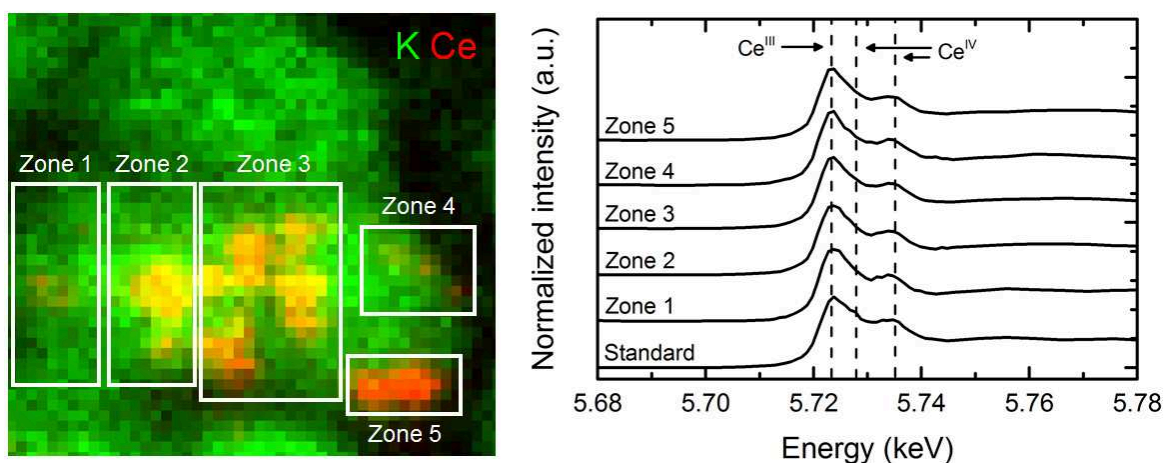 K Ce
Zone 1
Zone 2
Zone 3
Zone 4
Zone 5
Normalized intensity (a.u.)
Ce^III
Ce^IV
Zone 5
Zone 4
Zone 3
Zone 2
Zone 1
Standard
5.68 5.70 5.72 5.74 5.76 5.78
Energy (keV)